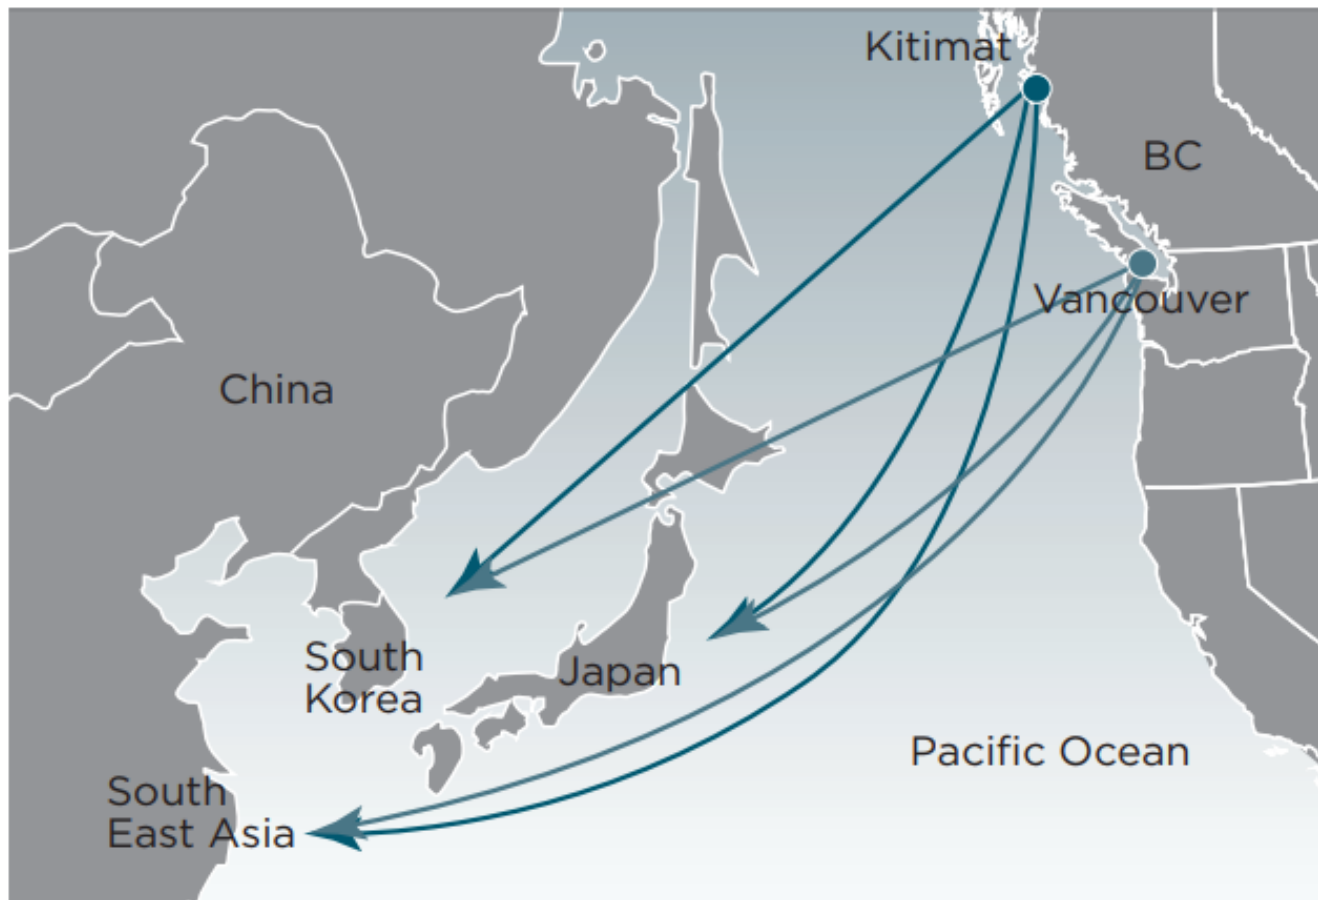 Kitimat
BC
Vancouver
China
South
Korea
Japan
Pacific Ocean
South
East Asia